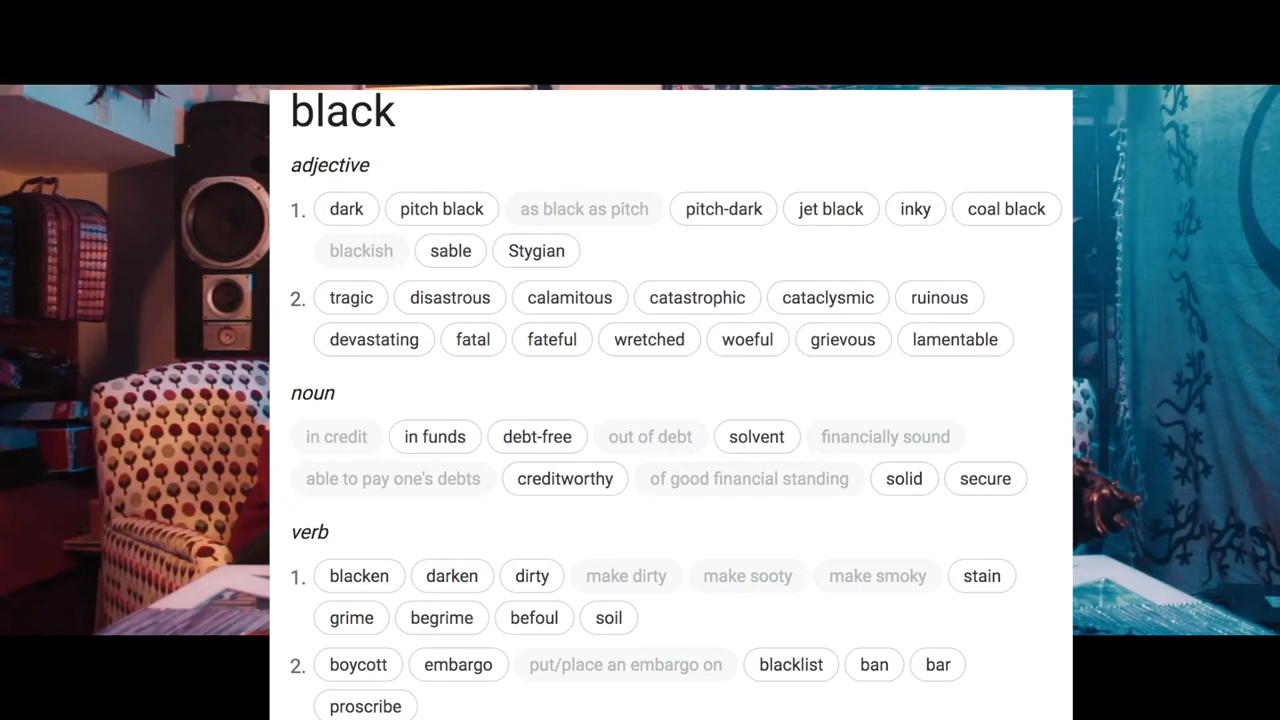 black
adjective
1. dark pitch black as black as pitch pitch-dark jet black inky coal black
blackish sable Stygian
2. tragic disastrous calamitous catastrophic cataclysmic ruinous
devastating fatal fateful wretched woeful grievous lamentable
noun
in credit in funds debt-free out of debt solvent financially sound
able to pay one's debts creditworthy of good financial standing solid secure
verb
1. blacken darken dirty make dirty make sooty make smoky stain
grime begrime befoul soil
2. boycott embargo put/place an embargo on blacklist ban bar
proscribe